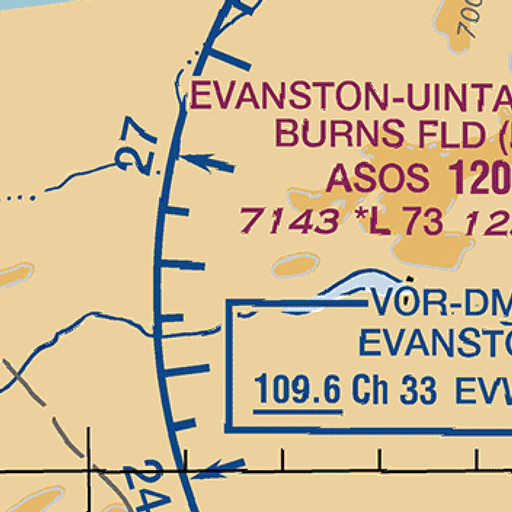 700
EVANSTON-UINTA
BURNS FLD (
27
ASOS 120
7143 *L 73 12
VOR-DM
EVANSTO
109.6 Ch 33 EVV
24